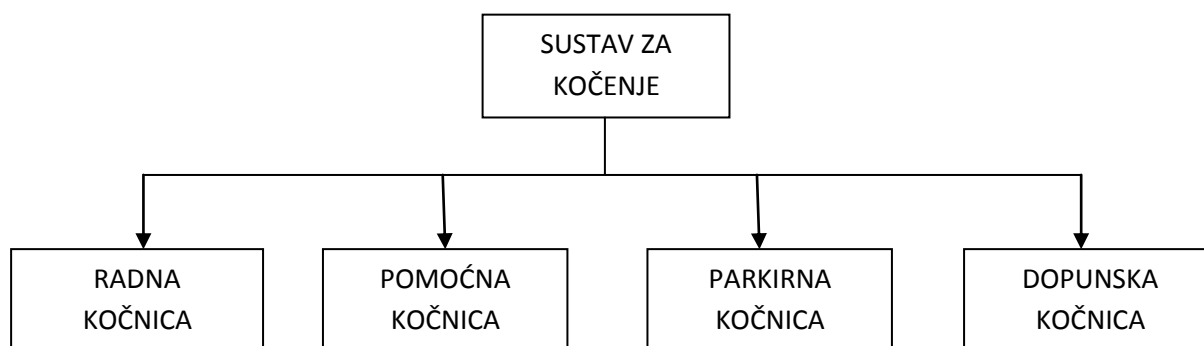 SUSTAV ZA
KOČENJE
RADNA
KOČNICA
POMOĆNA
KOČNICA
PARKIRNA
KOČNICA
DOPUNSKA
KOČNICA